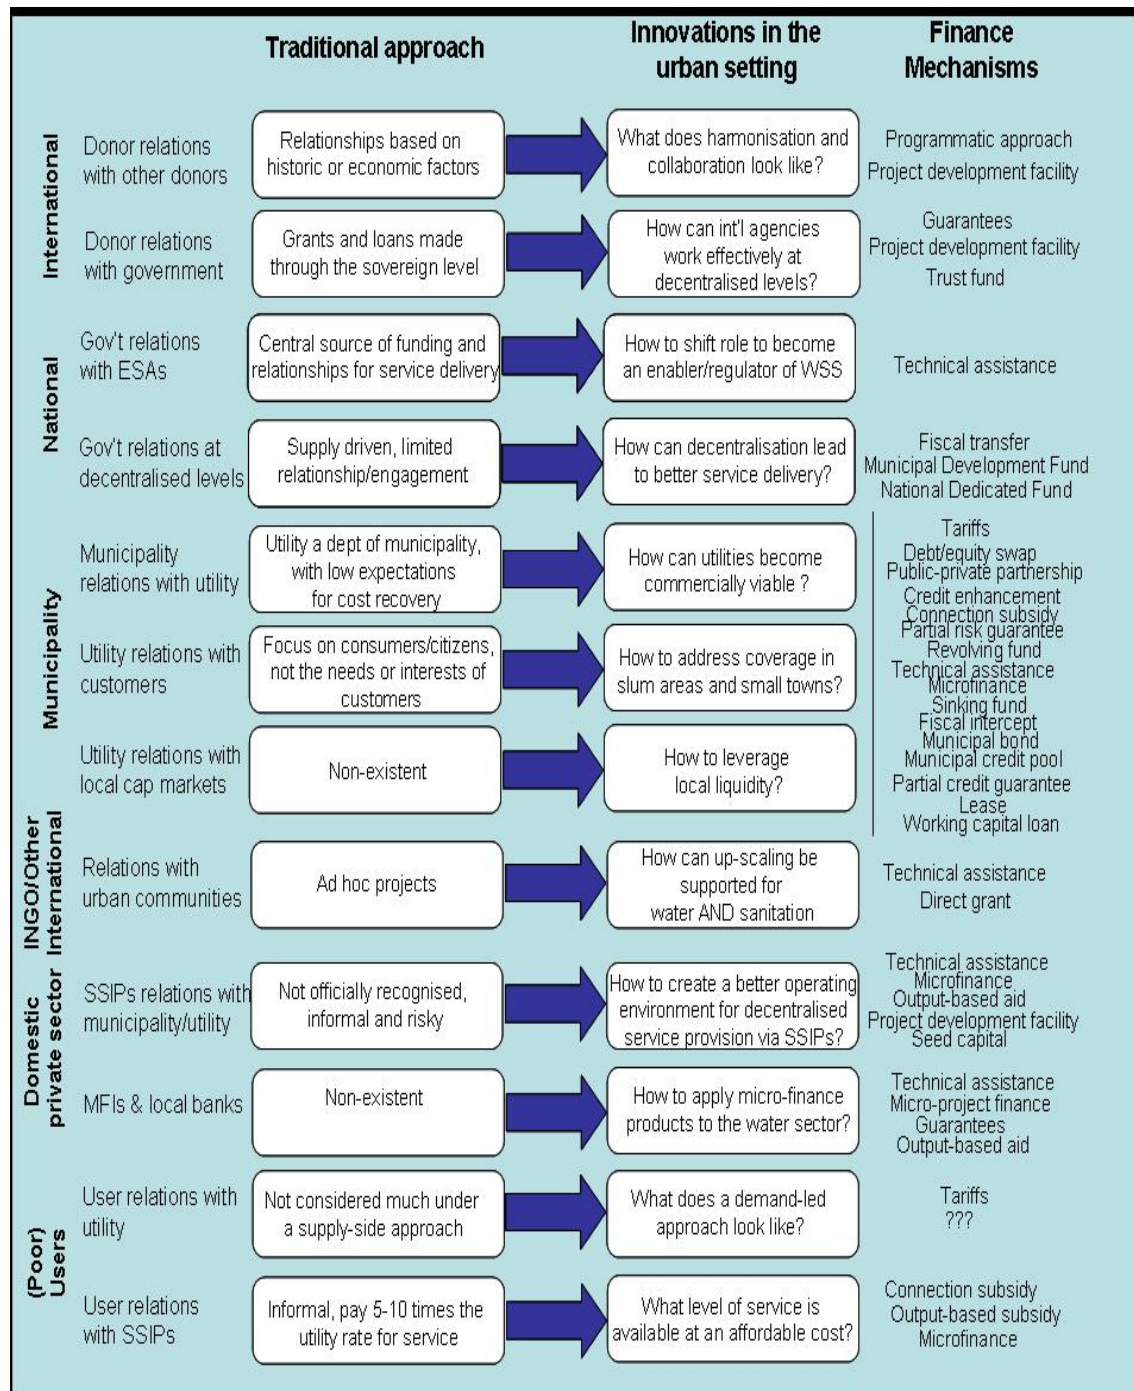 Traditional approach
Innovations in the
urban setting
Finance
Mechanisms
International
Donor relations
with other donors
Relationships based on
historic or economic factors
What does harmonisation and
collaboration look like?
Programmatic approach
Project development facility
Donor relations
with government
Grants and loans made
through the sovereign level
How can int'l agencies
work effectively at
decentralised levels?
Guarantees
Project development facility
Trust fund
National
Gov't relations
with ESAs
Central source of funding and
relationships for service delivery
How to shift role to become
an enabler/regulator of WSS
Technical assistance
Gov't relations at
decentralised levels
Supply driven, limited
relationship/engagement
How can decentralisation lead
to better service delivery?
Fiscal transfer
Municipal Development Fund
National Dedicated Fund
Municipality
Municipality
relations with utility
Utility a dept of municipality,
with low expectations
for cost recovery
How can utilities become
commercially viable ?
Utility relations with
customers
Focus on consumers/citizens,
not the needs or interests of
customers
How to address coverage in
slum areas and small towns?
Utility relations with
local cap markets
Non-existent
How to leverage
local liquidity?
Tariffs
Debt/equity swap
Public-private partnership
Credit enhancement
Connection subsidy
Partial risk guarantee
Revolving fund
Technical assistance
Microfinance
Sinking fund
Fiscal intercept
Municipal bond
Municipal credit pool
Partial credit guarantee
Lease
Working capital loan
INGO/Other
International
Relations with
urban communities
Ad hoc projects
How can up-scaling be
supported for
water AND sanitation
Technical assistance
Direct grant
Domestic
private sector
SSIPs relations with
municipality/utility
Not officially recognised,
informal and risky
How to create a better operating
environment for decentralised
service provision via SSIPs?
Technical assistance
Microfinance
Output-based aid
Project development facility
Seed capital
MFIs & local banks
Non-existent
How to apply micro-finance
products to the water sector?
Technical assistance
Micro-project finance
Guarantees
Output-based aid
(Poor)
Users
User relations with
utility
Not considered much under
a supply-side approach
What does a demand-led
approach look like?
Tariffs
???
User relations
with SSIPs
Informal, pay 5-10 times the
utility rate for service
What level of service is
available at an affordable cost?
Connection subsidy
Output-based subsidy
Microfinance